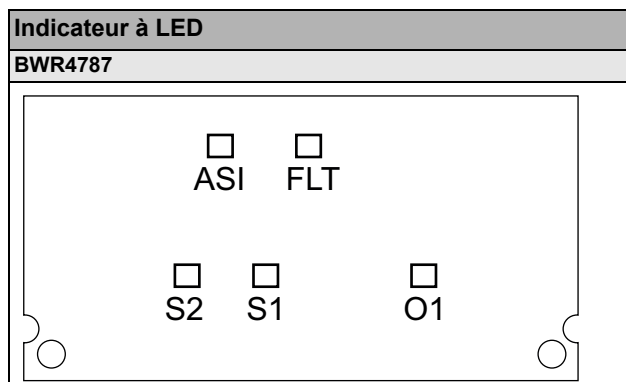 Indicateur à LED
BWR4787
ASI FLT
S2 S1 O1